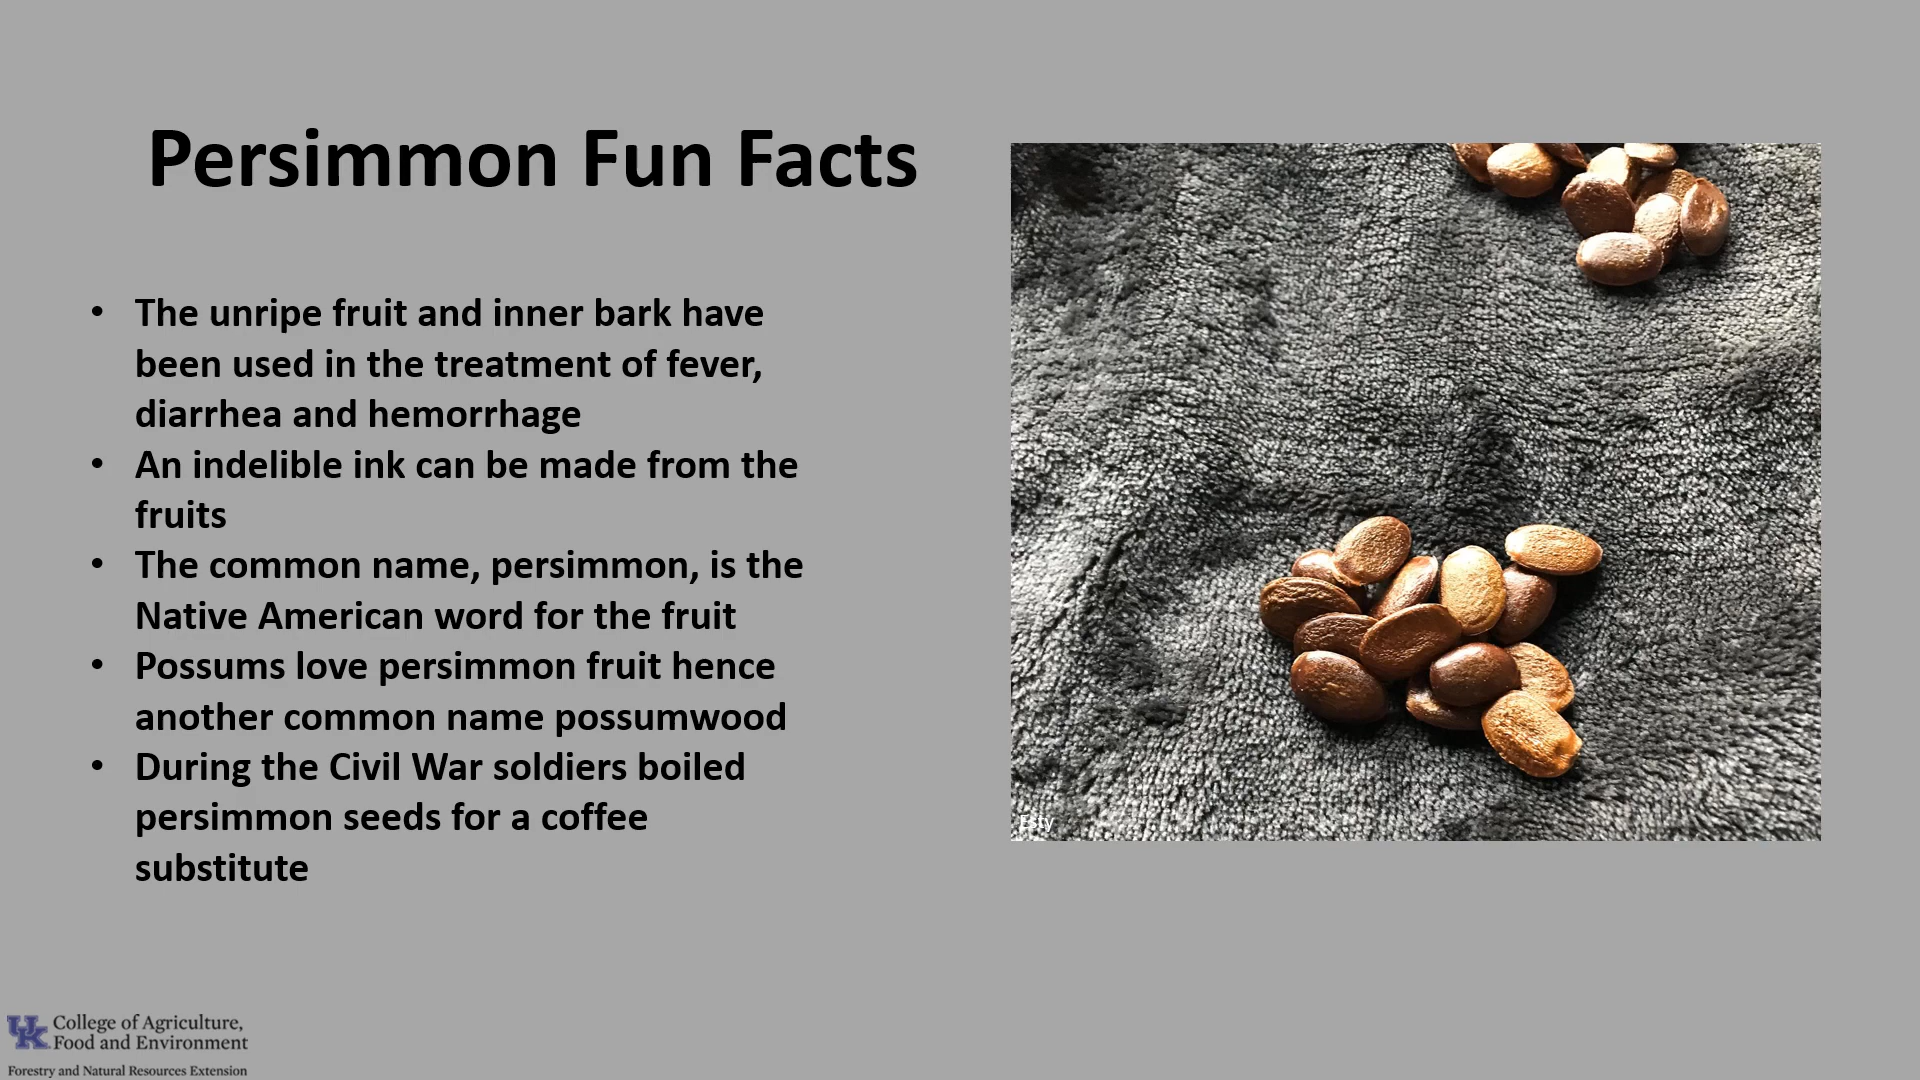 Persimmon Fun Facts
• The unripe fruit and inner bark have
been used in the treatment of fever,
diarrhea and hemorrhage
• An indelible ink can be made from the
fruits
• The common name, persimmon, is the
Native American word for the fruit
• Possums love persimmon fruit hence
another common name possumwood
• During the Civil War soldiers boiled
persimmon seeds for a coffee
substitute
Esty
UK College of Agriculture,
Food and Environment
Forestry and Natural Resources Extension